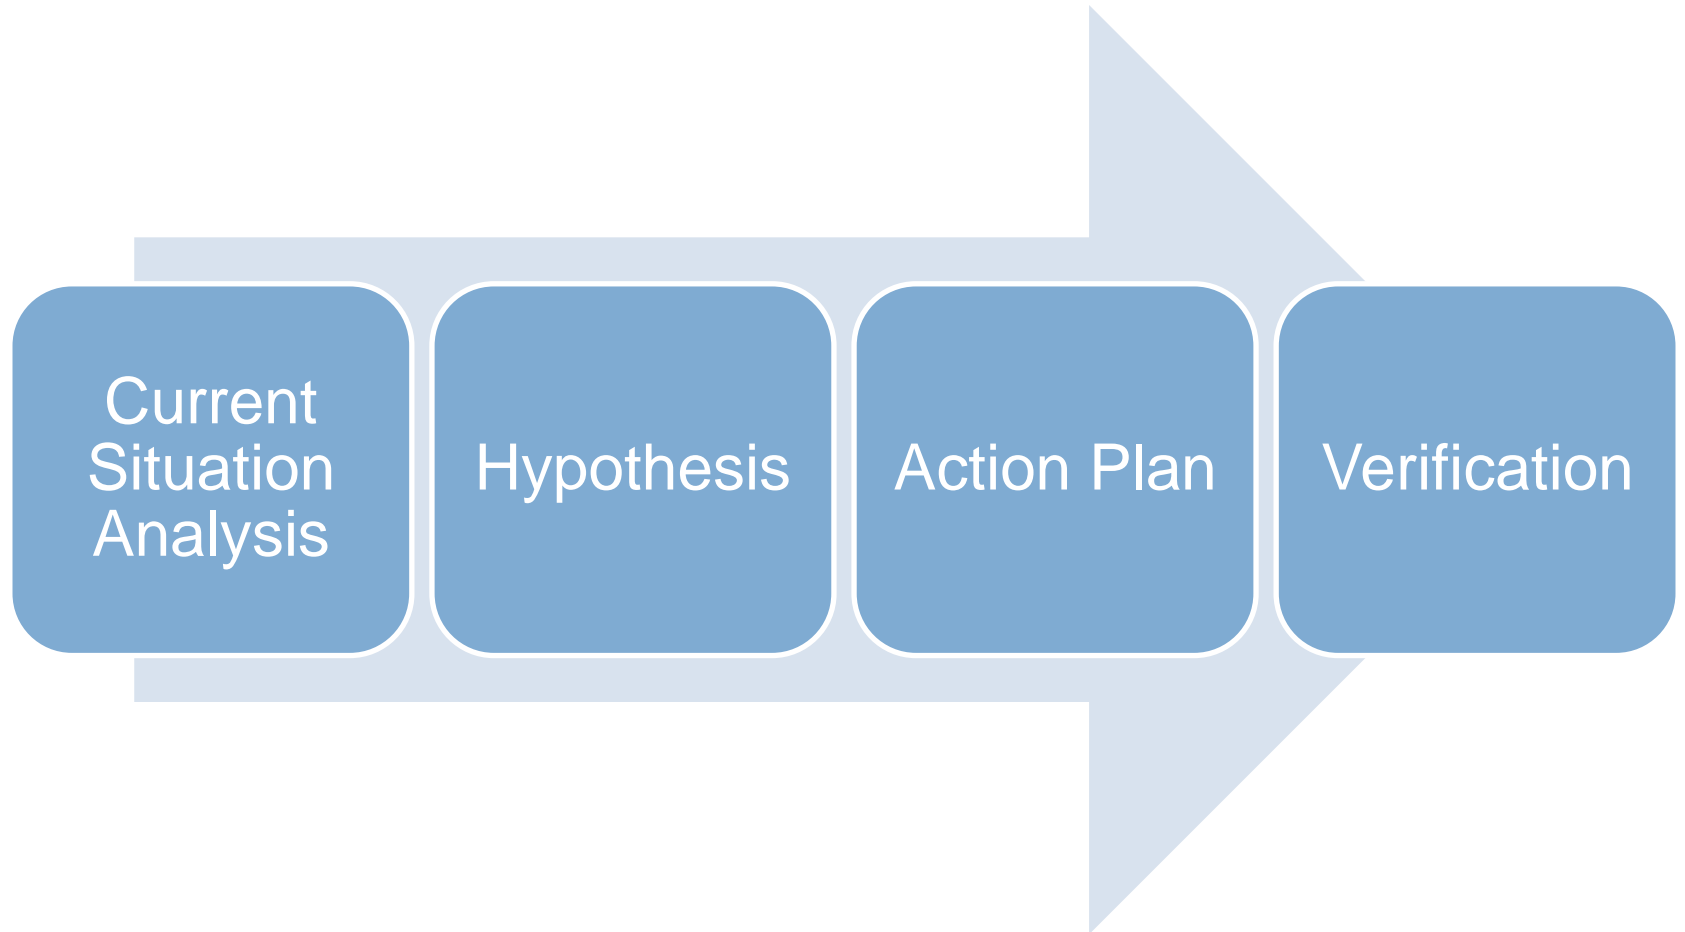 Current
Situation
Analysis
Hypothesis
Action Plan
Verification